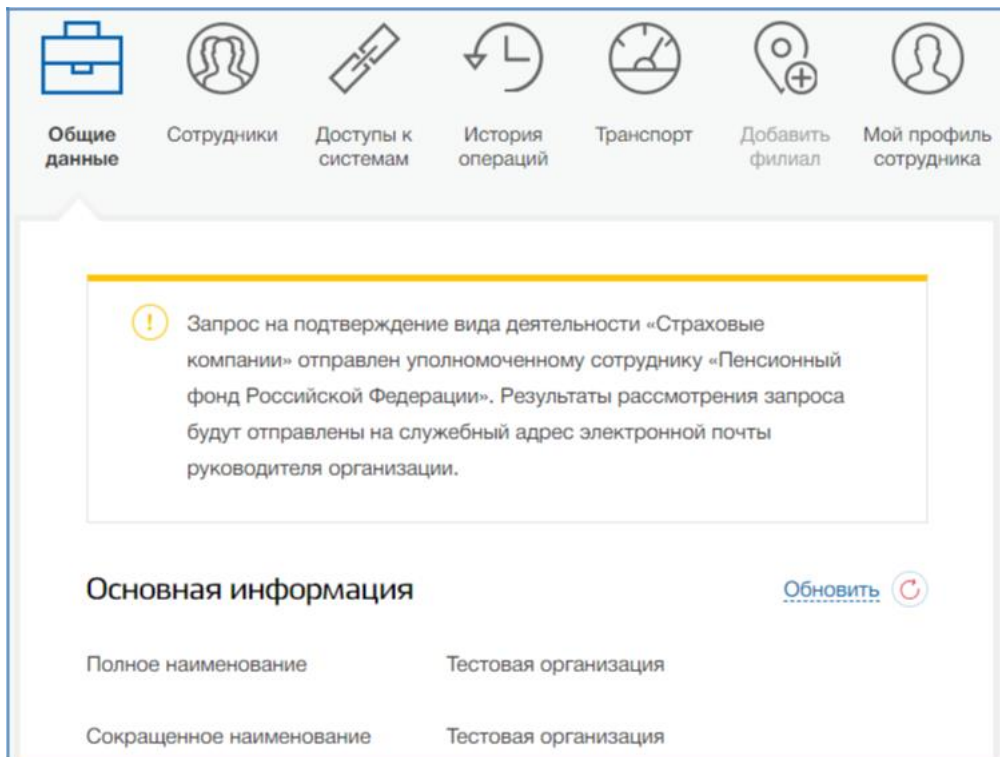 Общие данные
Сотрудники
Доступы к системам
История операций
Транспорт
Добавить филиал
Мой профиль сотрудника
Запрос на подтверждение вида деятельности «Страховые
компании» отправлен уполномоченному сотруднику «Пенсионный
фонд Российской Федерации». Результаты рассмотрения запроса
будут отправлены на служебный адрес электронной почты
руководителя организации.
Основная информация
Обновить
Полное наименование
Тестовая организация
Сокращенное наименование
Тестовая организация